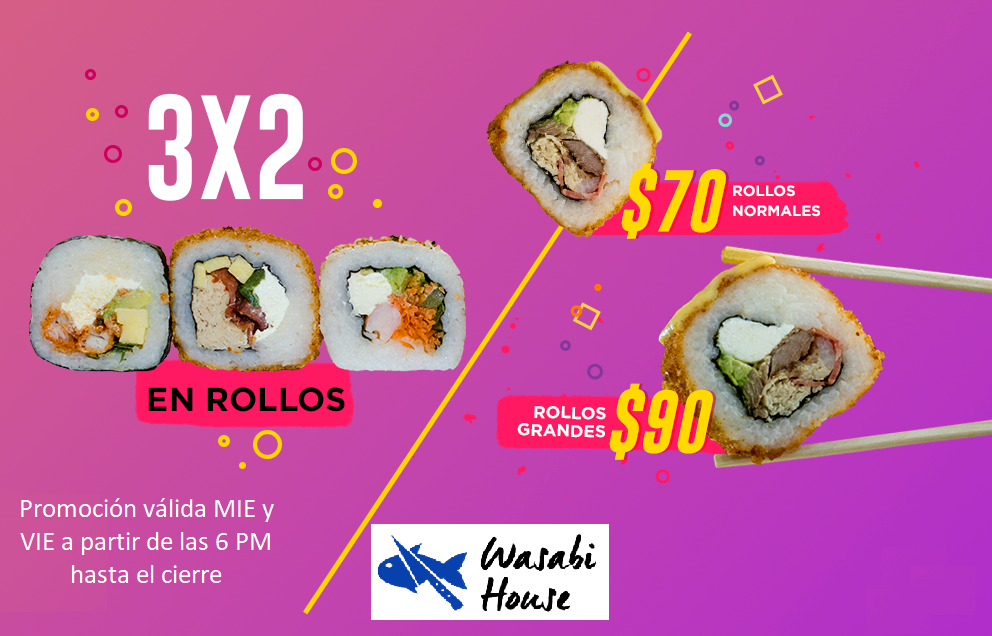 3X2
EN ROLLOS
Promoción válida MIE y
VIE a partir de las 6 PM
hasta el cierre
$70 ROLLOS
NORMALES
ROLLOS
GRANDES $90
Wasabi
House